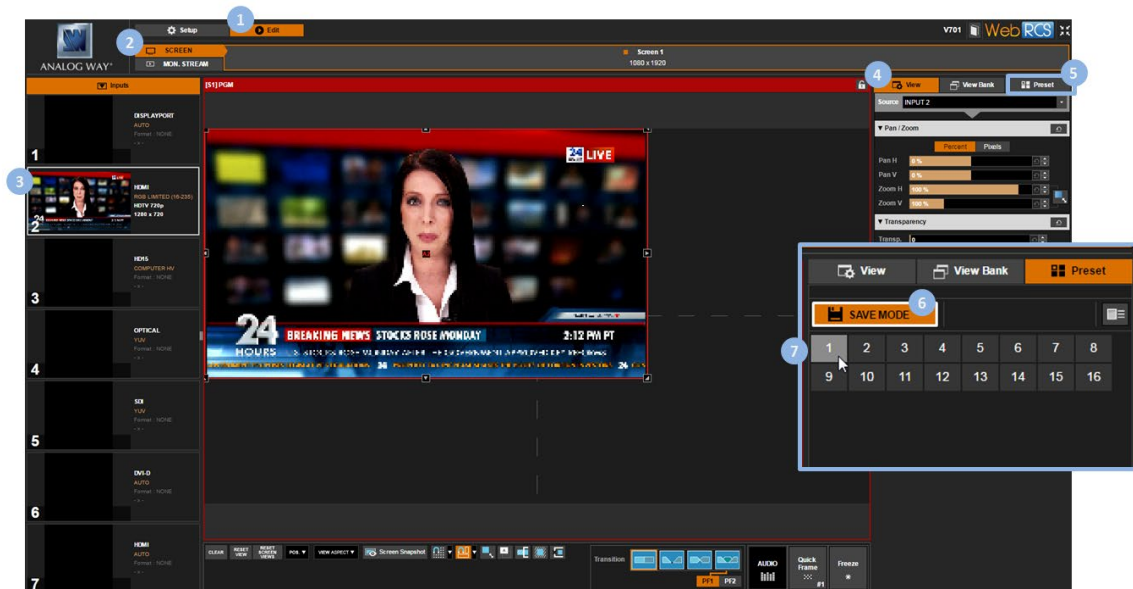 1
Setup
Edit
V701
Web RCS
ANALOG WAY®
2
SCREEN
MON. STREAM
Screen 1
1080 x 1920
Inputs
[S1] PGM
4
View
View Bank
Preset
5
Source INPUT 2
Pan / Zoom
Percent Pixels
Pan H 0 %
Pan V 0 %
Zoom H 100 %
Zoom V 100 %
Transparency
Transp. 0
DISPLAYPORT
AUTO
Format : NONE
- x -
1
3
HDMI
RGB LIMITED (16-235)
HDTV 720p
1280 x 720
2
HD15
COMPUTER HV
Format : NONE
- x -
3
OPTICAL
YUV
Format : NONE
- x -
4
SDI
YUV
Format : NONE
- x -
5
DVI-D
AUTO
Format : NONE
- x -
6
HDMI
AUTO
Format : NONE
- x -
7
24 LIVE
24
HOURS
BREAKING NEWS STOCKS ROSE MONDAY 2:12 PM PT
View
View Bank
Preset
SAVE MODE
6
7
1 2 3 4 5 6 7 8
9 10 11 12 13 14 15 16
CLEAR
RESET VIEW
RESET SCREEN VIEWS
POS.
VIEW ASPECT
Screen Snapshot
Transition
PF1 PF2
AUDIO
Quick Frame
#1
Freeze